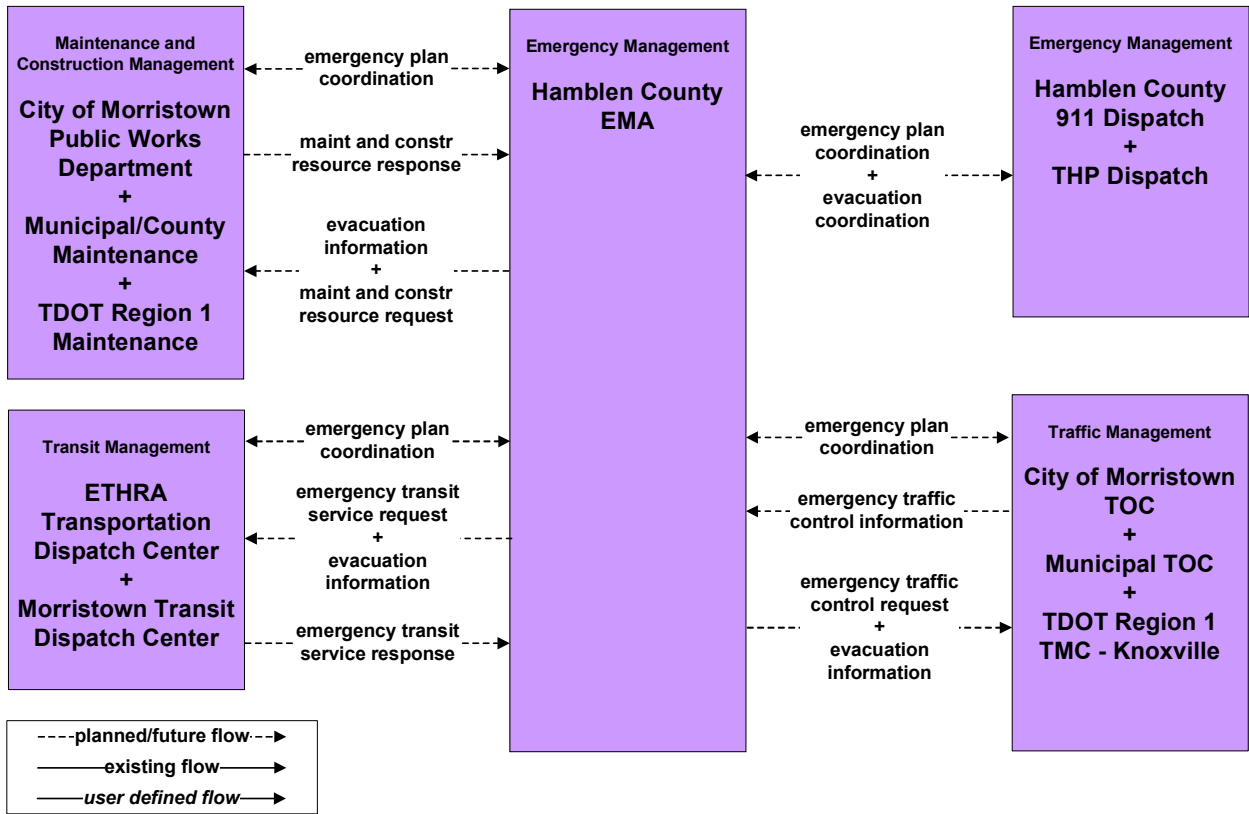 Maintenance and
Construction Management
City of Morristown
Public Works
Department
+
Municipal/County
Maintenance
+
TDOT Region 1
Maintenance
emergency plan
coordination
maint and constr
resource response
evacuation
information
+
maint and constr
resource request
Emergency Management
Hamblen County
EMA
emergency plan
coordination
+
evacuation
coordination
Emergency Management
Hamblen County
911 Dispatch
+
THP Dispatch
Transit Management
ETHRA
Transportation
Dispatch Center
+
Morristown Transit
Dispatch Center
emergency plan
coordination
emergency transit
service request
+
evacuation
information
emergency transit
service response
emergency plan
coordination
emergency traffic
control information
emergency traffic
control request
+
evacuation
information
Traffic Management
City of Morristown
TOC
+
Municipal TOC
+
TDOT Region 1
TMC - Knoxville
planned/future flow
existing flow
user defined flow